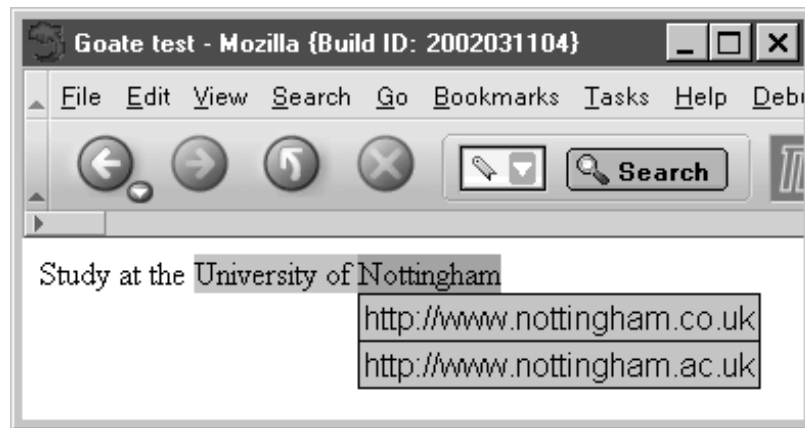 Goate test - Mozilla {Build ID: 2002031104}
File Edit View Search Go Bookmarks Tasks Help
Search
Study at the University of Nottingham
http://www.nottingham.co.uk
http://www.nottingham.ac.uk